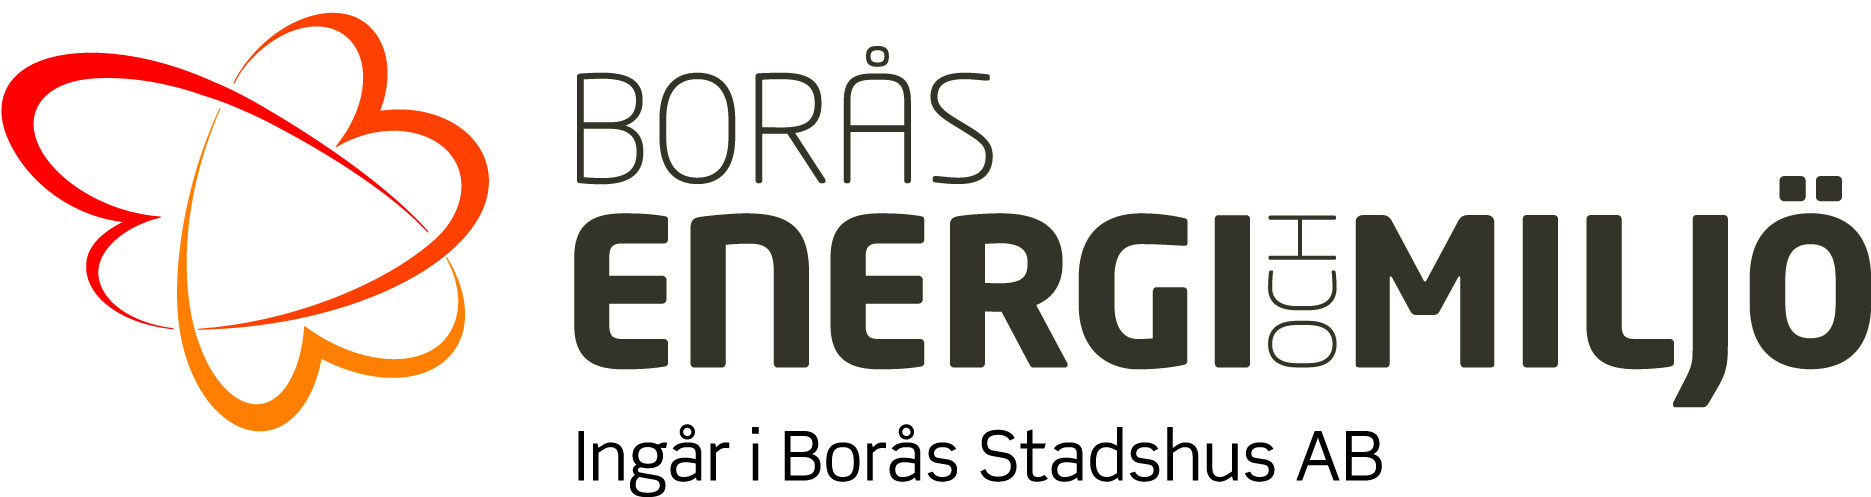 BORÅS
ENERGI OCH MILJÖ
Ingår i Borås Stadshus AB